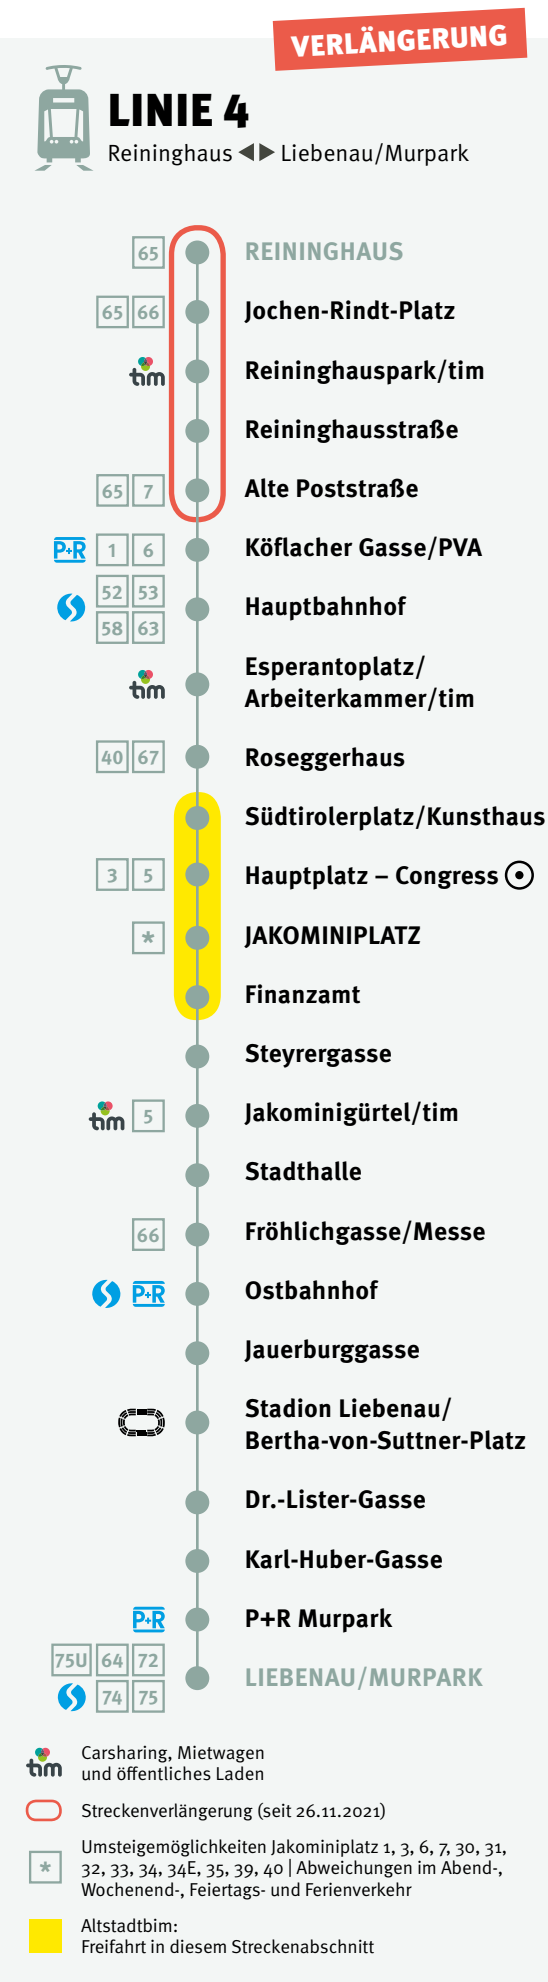 VERLÄNGERUNG
LINIE 4
Reininghaus ◀▶ Liebenau/Murpark
65 REININGHAUS
65 66 Jochen-Rindt-Platz
tim Reininghauspark/tim
Reininghausstraße
65 7 Alte Poststraße
P+R 1 6 Köflacher Gasse/PVA
52 53
Hauptbahnhof
58 63
Esperantoplatz/
tim
Arbeiterkammer/tim
40 67 Roseggerhaus
Südtirolerplatz/Kunsthaus
3 5 Hauptplatz – Congress
* JAKOMINIPLATZ
Finanzamt
Steyrergasse
tim 5 Jakominigürtel/tim
Stadthalle
66 Fröhlichgasse/Messe
P+R Ostbahnhof
Jauerburggasse
Stadion Liebenau/
Bertha-von-Suttner-Platz
Dr.-Lister-Gasse
Karl-Huber-Gasse
P+R P+R Murpark
75U 64 72
LIEBENAU/MURPARK
74 75
tim Carsharing, Mietwagen
und öffentliches Laden
Streckenverlängerung (seit 26.11.2021)
Umsteigemöglichkeiten Jakominiplatz 1, 3, 6, 7, 30, 31,
* 32, 33, 34, 34E, 35, 39, 40 | Abweichungen im Abend-,
Wochenend-, Feiertags- und Ferienverkehr
Altstadtbim:
Freifahrt in diesem Streckenabschnitt